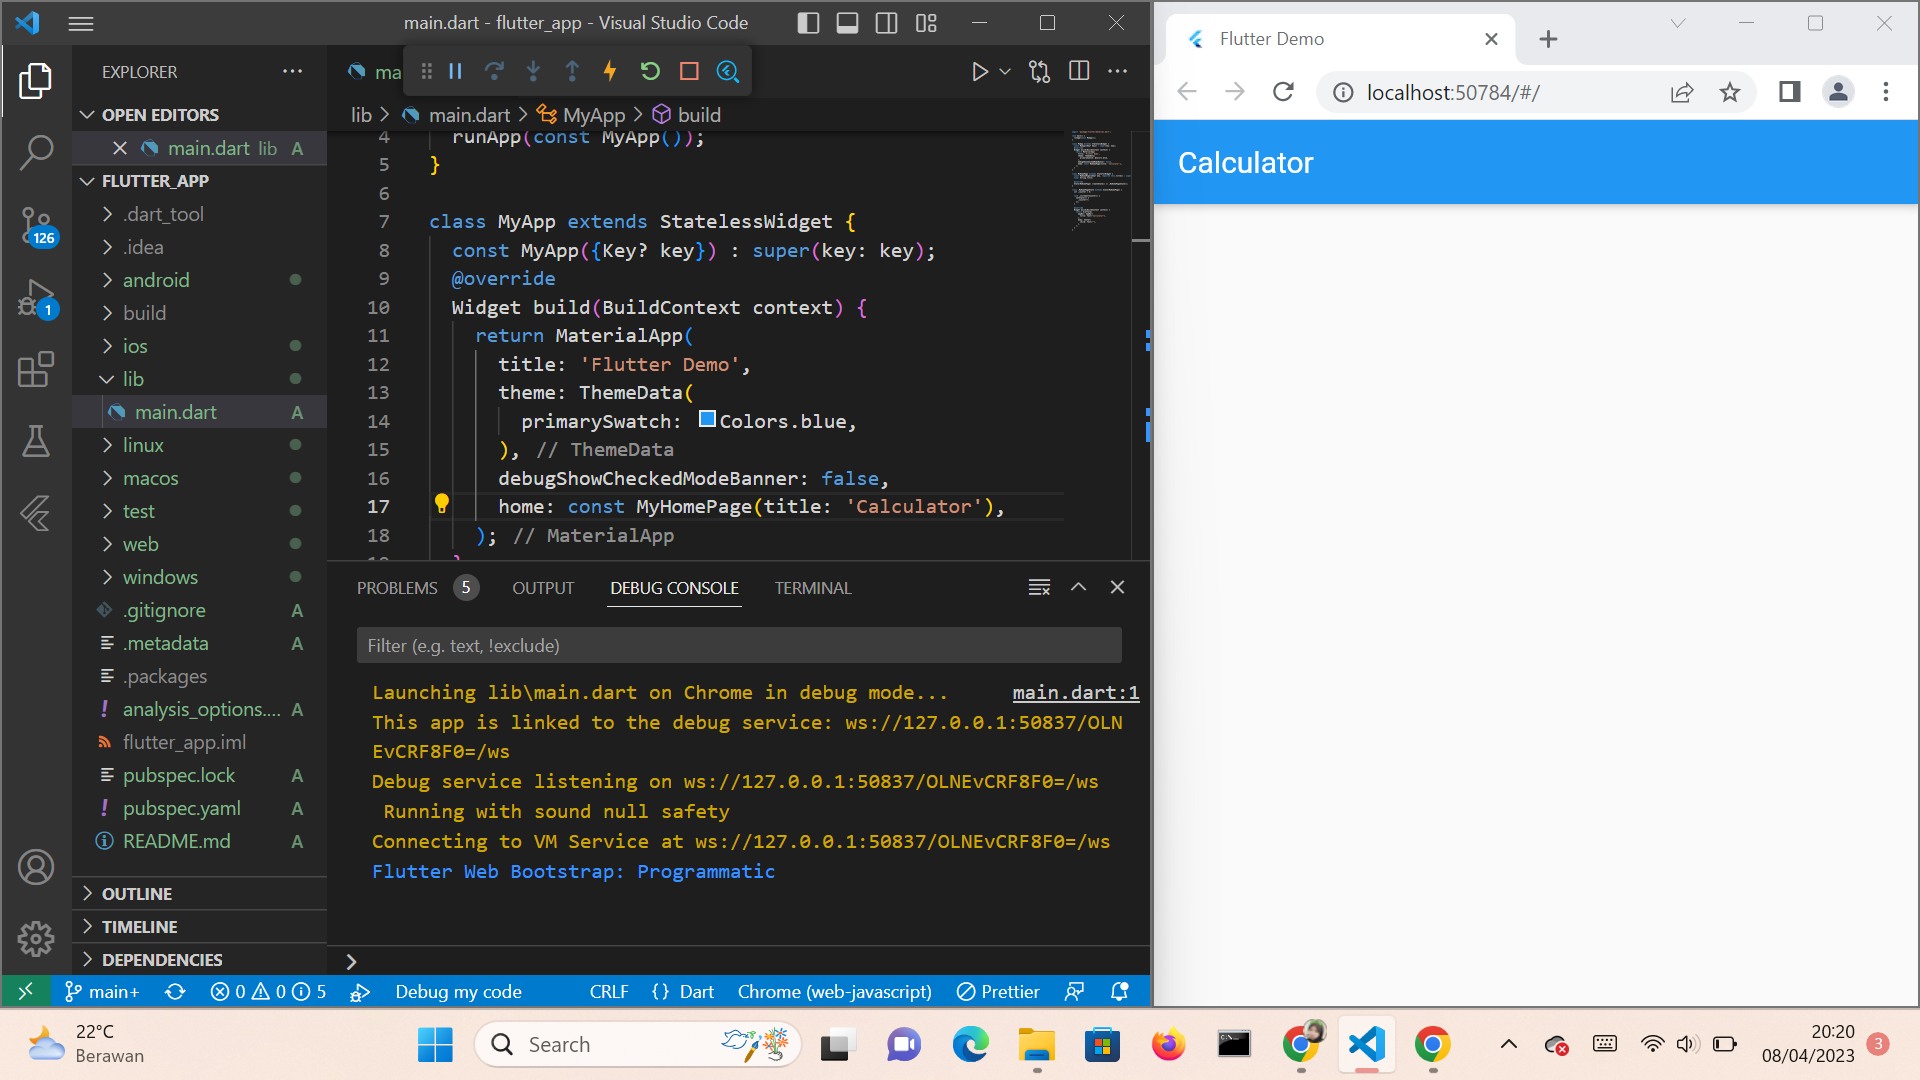 main.dart - flutter_app - Visual Studio Code
EXPLORER
OPEN EDITORS
main.dart lib A
FLUTTER_APP
.dart_tool
.idea
android
build
ios
lib
main.dart A
linux
macos
test
web
windows
.gitignore A
.metadata A
.packages
analysis_options.... A
flutter_app.iml
pubspec.lock A
pubspec.yaml A
README.md A
OUTLINE
TIMELINE
DEPENDENCIES
126
1
ma
lib > main.dart > MyApp > build
4 runApp(const MyApp());
5 }
6
7 class MyApp extends StatelessWidget {
8 const MyApp({Key? key}) : super(key: key);
9 @override
10 Widget build(BuildContext context) {
11 return MaterialApp(
12 title: 'Flutter Demo',
13 theme: ThemeData(
14 primarySwatch: Colors.blue,
15 ), // ThemeData
16 debugShowCheckedModeBanner: false,
17 home: const MyHomePage(title: 'Calculator'),
18 ); // MaterialApp
PROBLEMS 5 OUTPUT DEBUG CONSOLE TERMINAL
Filter (e.g. text, !exclude)
Launching lib\main.dart on Chrome in debug mode... main.dart:1
This app is linked to the debug service: ws://127.0.0.1:50837/OLN
EvCRF8F0=/ws
Debug service listening on ws://127.0.0.1:50837/OLNEvCRF8F0=/ws
Running with sound null safety
Connecting to VM Service at ws://127.0.0.1:50837/OLNEvCRF8F0=/ws
Flutter Web Bootstrap: Programmatic
main+ 0 0 5 Debug my code CRLF {} Dart Chrome (web-javascript) Prettier
Flutter Demo
localhost:50784/#/
Calculator
22°C
Berawan
Search
20:20
08/04/2023
3